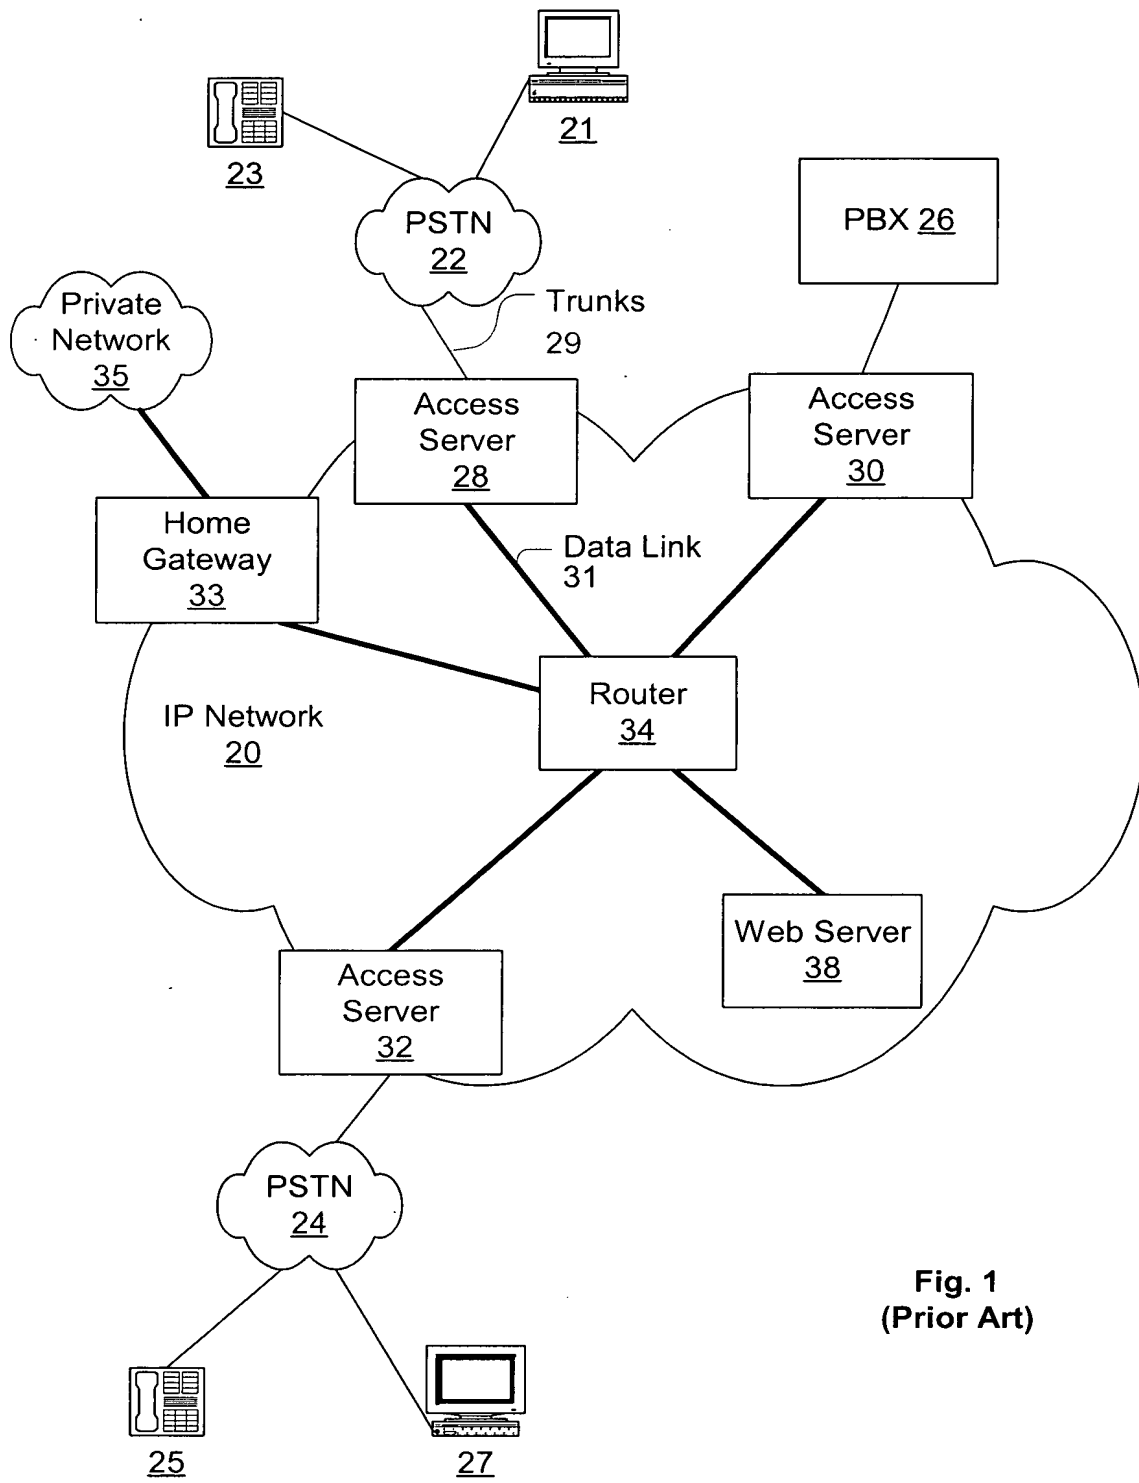 21
23
PSTN
22
PBX 26
Trunks
29
Private
Network
35
Access
Server
28
Access
Server
30
Home
Gateway
33
Data Link
31
Router
34
IP Network
20
Web Server
38
Access
Server
32
PSTN
24
Fig. 1
(Prior Art)
25
27